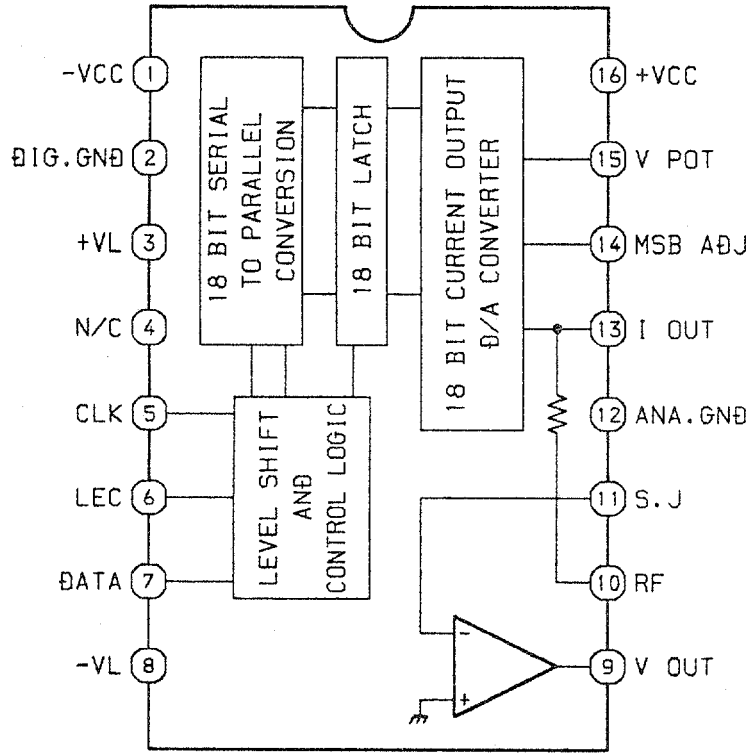 -VCC 1
DIG.GND 2
+VL 3
N/C 4
CLK 5
LEC 6
DATA 7
-VL 8
18 BIT SERIAL
TO PARALLEL
CONVERSION
18 BIT LATCH
18 BIT CURRENT OUTPUT
D/A CONVERTER
LEVEL SHIFT
AND
CONTROL LOGIC
-
+
16 +VCC
15 V POT
14 MSB ADJ
13 I OUT
12 ANA.GND
11 S.J
10 RF
9 V OUT